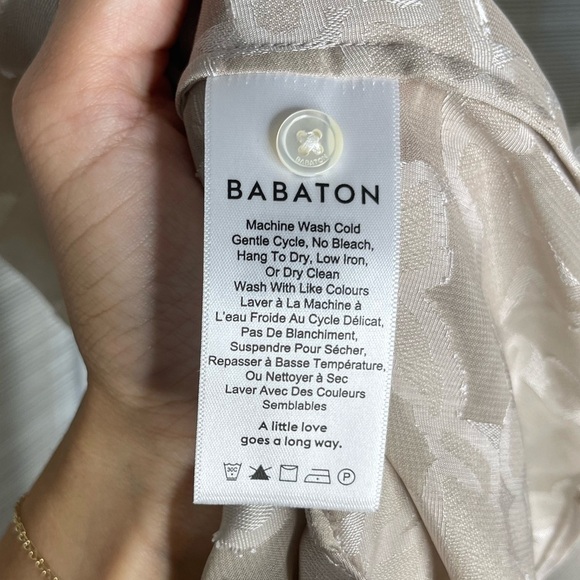 BABATON
BABATON
Machine Wash Cold
Gentle Cycle, No Bleach,
Hang To Dry, Low Iron,
Or Dry Clean
Wash With Like Colours
Laver à La Machine à
L'eau Froide Au Cycle Délicat,
Pas De Blanchiment,
Suspendre Pour Sécher,
Repasser à Basse Température,
Ou Nettoyer à Sec
Laver Avec Des Couleurs
Semblables
A little love
goes a long way.
30C P